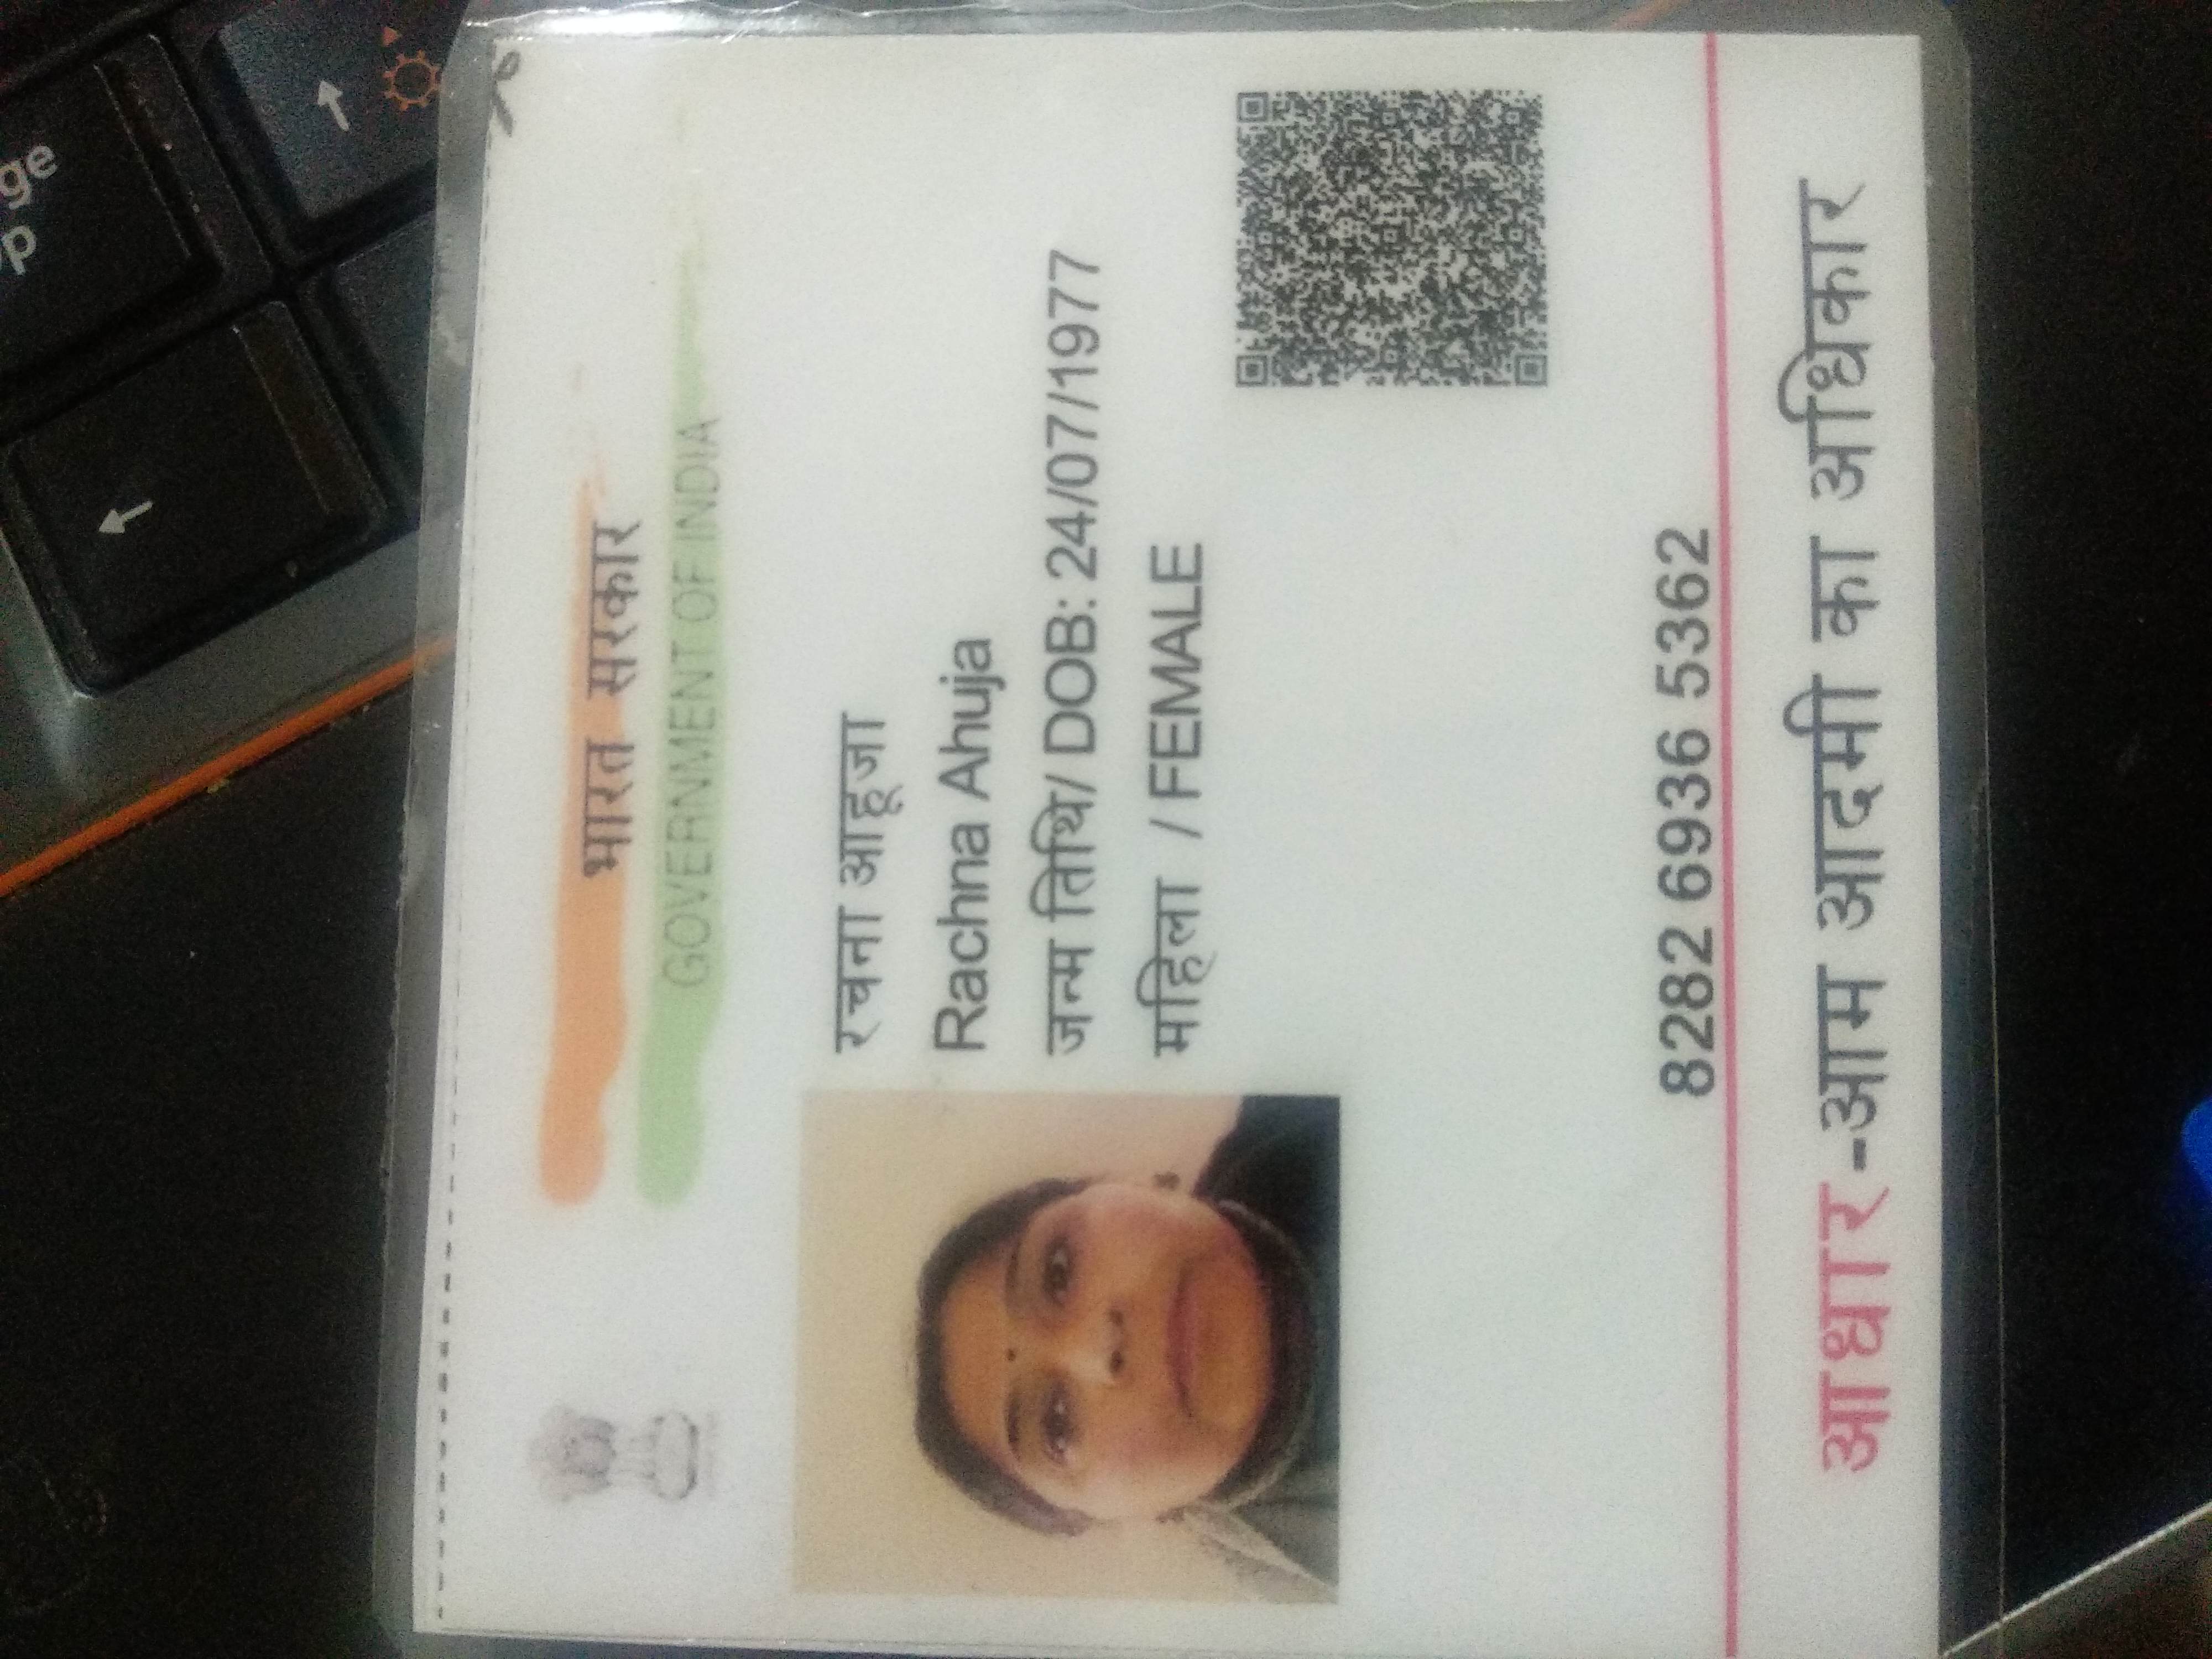 ge
p
भारत सरकार
GOVERNMENT OF INDIA
रचना आहूजा
Rachna Ahuja
जन्म तिथि/ DOB: 24/07/1977
महिला / FEMALE
8282 6936 5362
आधार-आम आदमी का अधिकार